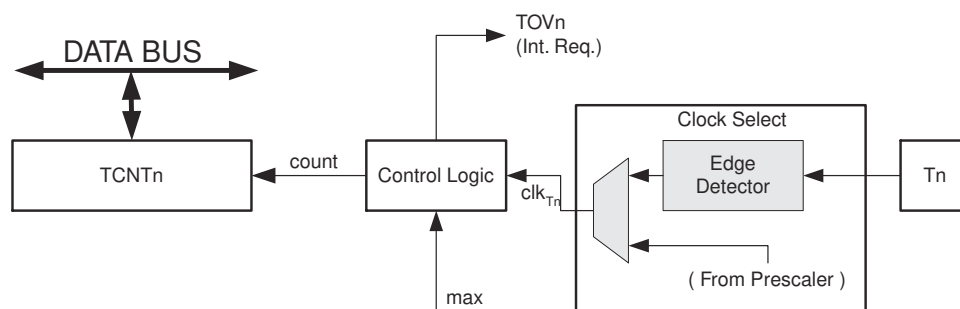 TOVn
(Int. Req.)
DATA BUS
Clock Select
TCNTn
count
Control Logic
clkTn
Edge
Detector
Tn
( From Prescaler )
max